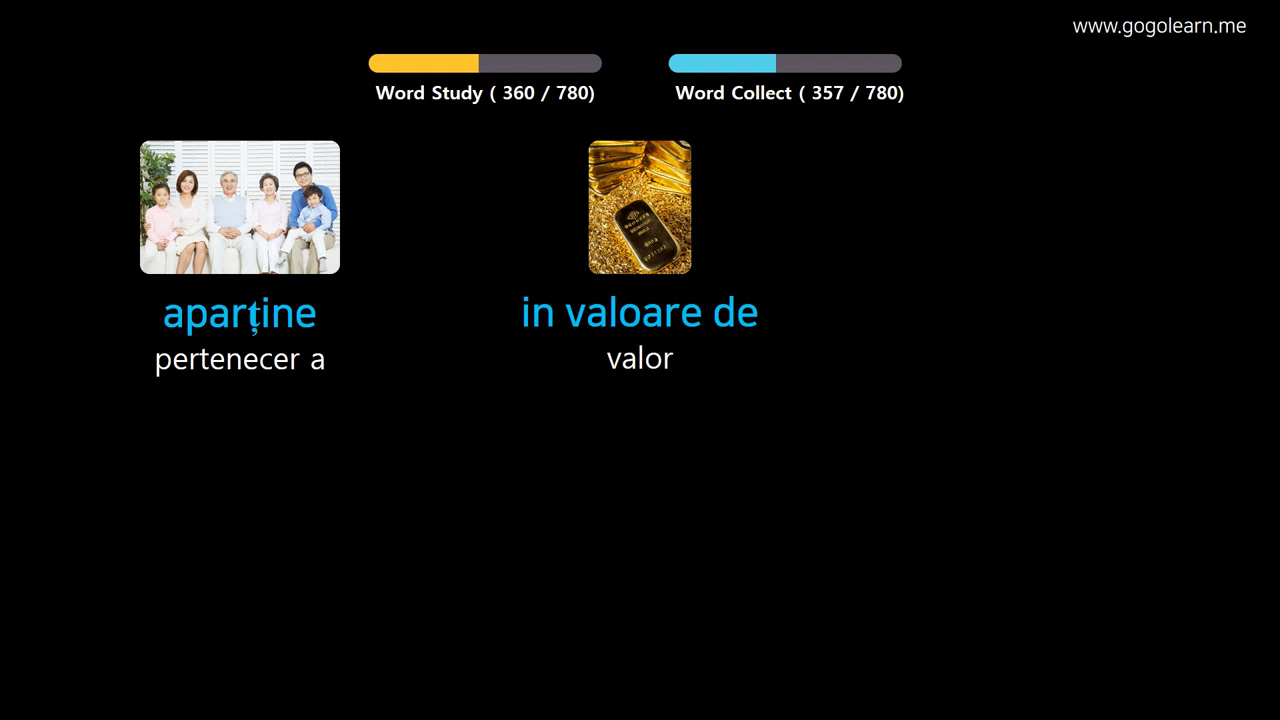 www.gogolearn.me
Word Study ( 360 / 780)
Word Collect ( 357 / 780)
aparține
pertenecer a
in valoare de
valor